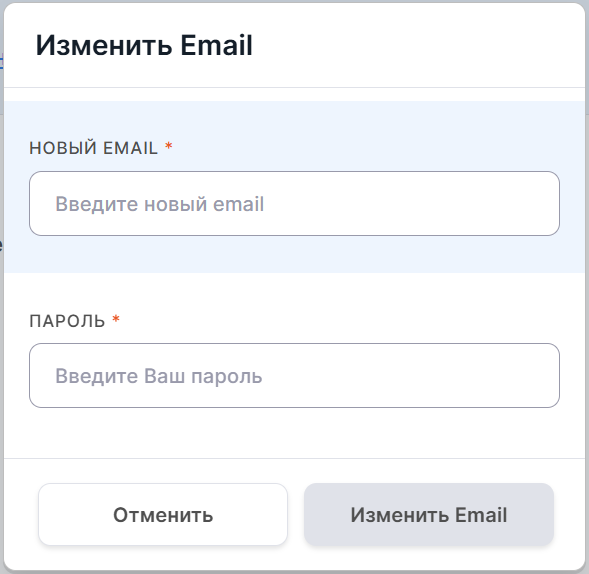 Изменить Email
НОВЫЙ EMAIL *
Введите новый email
ПАРОЛЬ *
Введите Ваш пароль
Отменить
Изменить Email